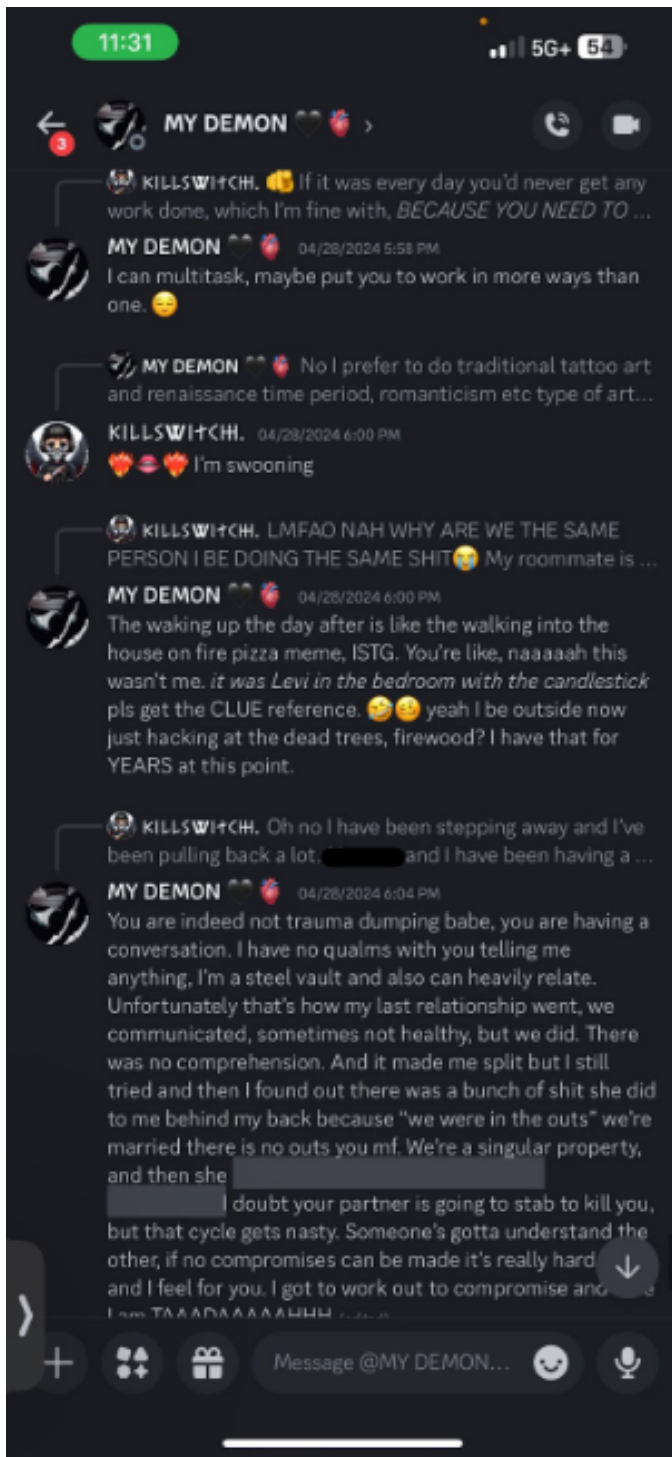 11:31
5G+ 54
3
MY DEMON 🖤🫀 >
KILLSWITCH. 🫵 If it was every day you'd never get any
work done, which I'm fine with, BECAUSE YOU NEED TO ...
MY DEMON 🖤🫀 04/28/2024 5:58 PM
I can multitask, maybe put you to work in more ways than
one. 😌
MY DEMON 🖤🫀 No I prefer to do traditional tattoo art
and renaissance time period, romanticism etc type of art...
KILLSWITCH. 04/28/2024 6:00 PM
❤️‍🔥🫦❤️‍🔥 I'm swooning
KILLSWITCH. LMFAO NAH WHY ARE WE THE SAME
PERSON I BE DOING THE SAME SHIT😭 My roommate is ...
MY DEMON 🖤🫀 04/28/2024 6:00 PM
The waking up the day after is like the walking into the
house on fire pizza meme, ISTG. You're like, naaaaah this
wasn't me. it was Levi in the bedroom with the candlestick
pls get the CLUE reference. 🤣🥴 yeah I be outside now
just hacking at the dead trees, firewood? I have that for
YEARS at this point.
KILLSWITCH. Oh no I have been stepping away and I've
been pulling back a lot. and I have been having a ...
MY DEMON 🖤🫀 04/28/2024 6:04 PM
You are indeed not trauma dumping babe, you are having a
conversation. I have no qualms with you telling me
anything, I'm a steel vault and also can heavily relate.
Unfortunately that's how my last relationship went, we
communicated, sometimes not healthy, but we did. There
was no comprehension. And it made me split but I still
tried and then I found out there was a bunch of shit she did
to me behind my back because "we were in the outs" we're
married there is no outs you mf. We're a singular property,
and then she
I doubt your partner is going to stab to kill you,
but that cycle gets nasty. Someone's gotta understand the
other, if no compromises can be made it's really hard
and I feel for you. I got to work out to compromise and
I am TAAADAAAAAHHH
Message @MY DEMON...